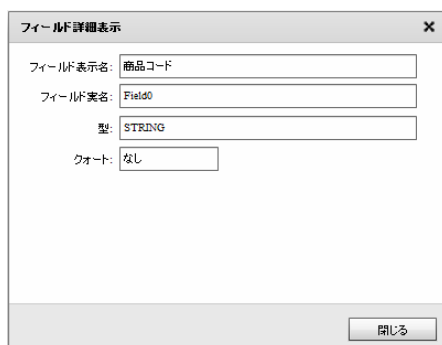 フィールド詳細表示
フィールド表示名: 商品コード
フィールド実名: Field0
型: STRING
クォート: なし
閉じる